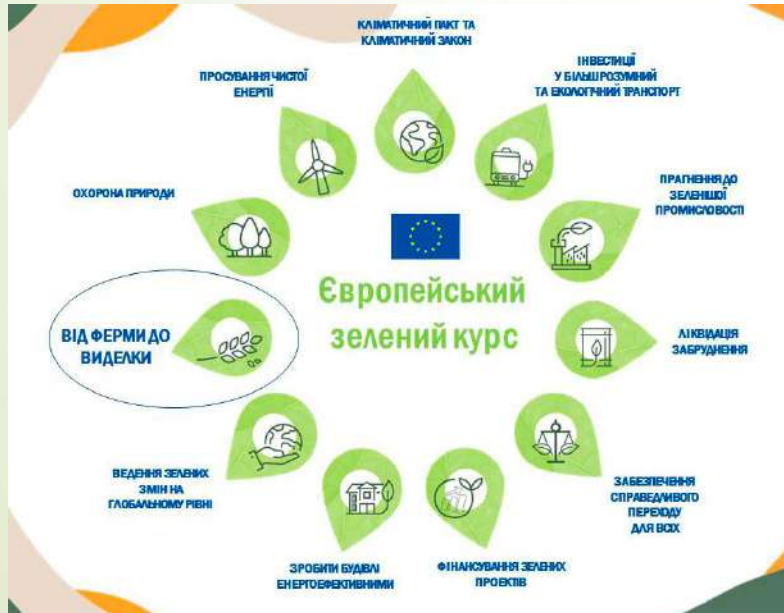 КЛІМАТИЧНИЙ ПАКТ ТА
КЛІМАТИЧНИЙ ЗАКОН
ІНВЕСТИЦІЇ
У БІЛЬШ РОЗУМНИЙ
ТА ЕКОЛОГІЧНИЙ ТРАНСПОРТ
ПРАГНЕННЯ ДО
ЗЕЛЕНІШОЇ
ПРОМИСЛОВОСТІ
ЛІКВІДАЦІЯ
ЗАБРУДНЕННЯ
ЗАБЕЗПЕЧЕННЯ
СПРАВЕДЛИВОГО
ПЕРЕХОДУ
ДЛЯ ВСІХ
ФІНАНСУВАННЯ ЗЕЛЕНИХ
ПРОЕКТІВ
ЗРОБИТИ БУДІВЛІ
ЕНЕРГОЕФЕКТИВНИМИ
ВЕДЕННЯ ЗЕЛЕНИХ
ЗМІН НА
ГЛОБАЛЬНОМУ РІВНІ
ВІД ФЕРМИ ДО
ВИДЕЛКИ
ОХОРОНА ПРИРОДИ
ПРОСУВАННЯ ЧИСТОЇ
ЕНЕРГІЇ
Європейський
зелений курс